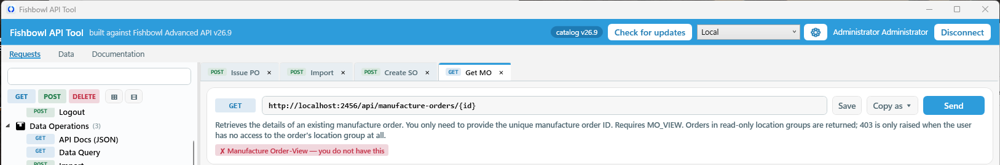 Fishbowl API Tool
Fishbowl API Tool built against Fishbowl Advanced API v26.9 catalog v26.9 Check for updates Local Administrator Administrator Disconnect
Requests Data Documentation
POST Issue PO × POST Import × POST Create SO × GET Get MO ×
GET POST DELETE
POST Logout
Data Operations (3)
GET API Docs (JSON)
GET Data Query
POST Import
GET http://localhost:2456/api/manufacture-orders/{id} Save Copy as Send
Retrieves the details of an existing manufacture order. You only need to provide the unique manufacture order ID. Requires MO_VIEW. Orders in read-only location groups are returned; 403 is only raised when the user
has no access to the order's location group at all.
✗ Manufacture Order-View — you do not have this